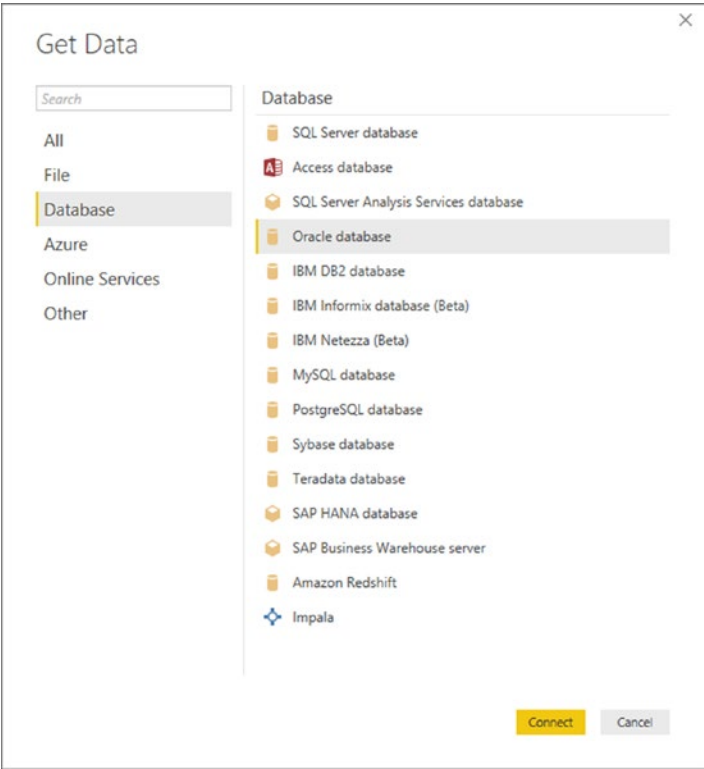 Get Data
Search
All
File
Database
Azure
Online Services
Other
Database
SQL Server database
Access database
SQL Server Analysis Services database
Oracle database
IBM DB2 database
IBM Informix database (Beta)
IBM Netezza (Beta)
MySQL database
PostgreSQL database
Sybase database
Teradata database
SAP HANA database
SAP Business Warehouse server
Amazon Redshift
Impala
Connect
Cancel